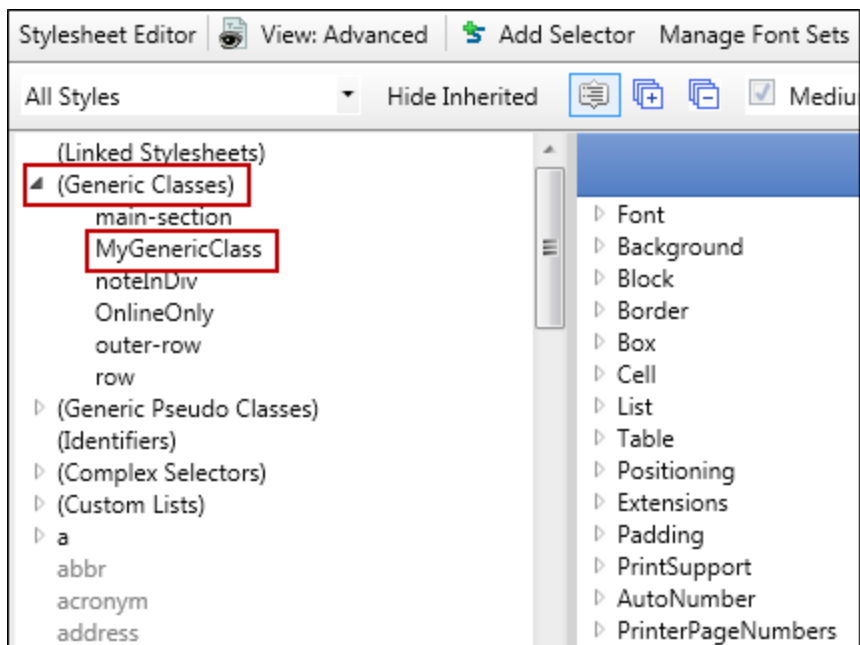 Stylesheet Editor View: Advanced Add Selector Manage Font Sets
All Styles Hide Inherited
(Linked Stylesheets)
(Generic Classes)
main-section
MyGenericClass
noteInDiv
OnlineOnly
outer-row
row
(Generic Pseudo Classes)
(Identifiers)
(Complex Selectors)
(Custom Lists)
a
abbr
acronym
address
Font
Background
Block
Border
Box
Cell
List
Table
Positioning
Extensions
Padding
PrintSupport
AutoNumber
PrinterPageNumbers